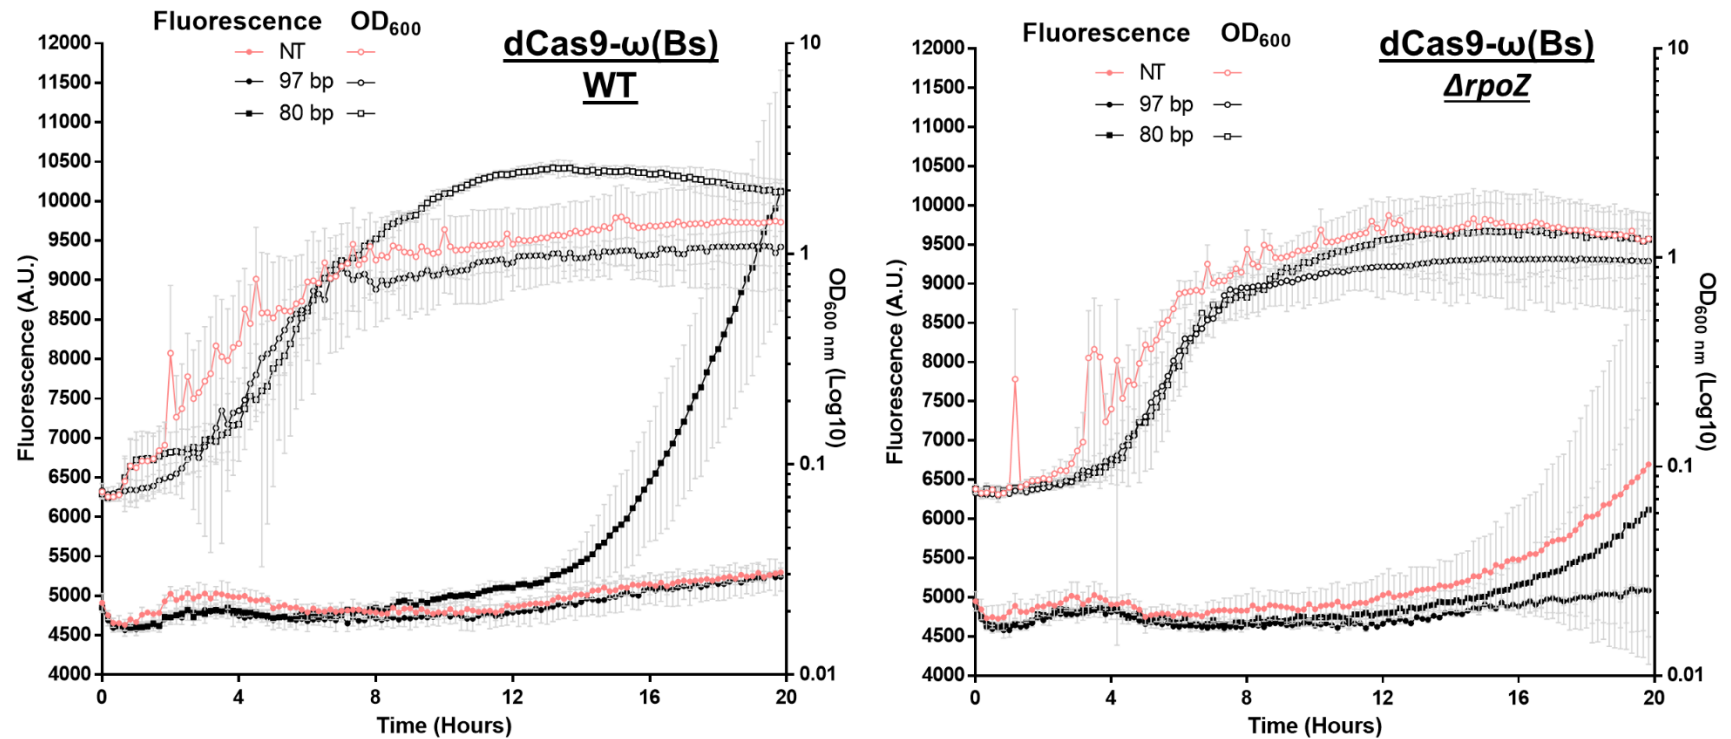 Fluorescence OD600
NT
97 bp
80 bp
dCas9-ω(Bs)
WT
12000
11500
11000
10500
10000
9500
9000
8500
8000
7500
7000
6500
6000
5500
5000
4500
4000
Fluorescence (A.U.)
10
1
0.1
0.01
OD600 nm (Log10)
0 4 8 12 16 20
Time (Hours)
Fluorescence OD600
NT
97 bp
80 bp
dCas9-ω(Bs)
ΔrpoZ
12000
11500
11000
10500
10000
9500
9000
8500
8000
7500
7000
6500
6000
5500
5000
4500
4000
Fluorescence (A.U.)
10
1
0.1
0.01
OD600 nm (Log10)
0 4 8 12 16 20
Time (Hours)